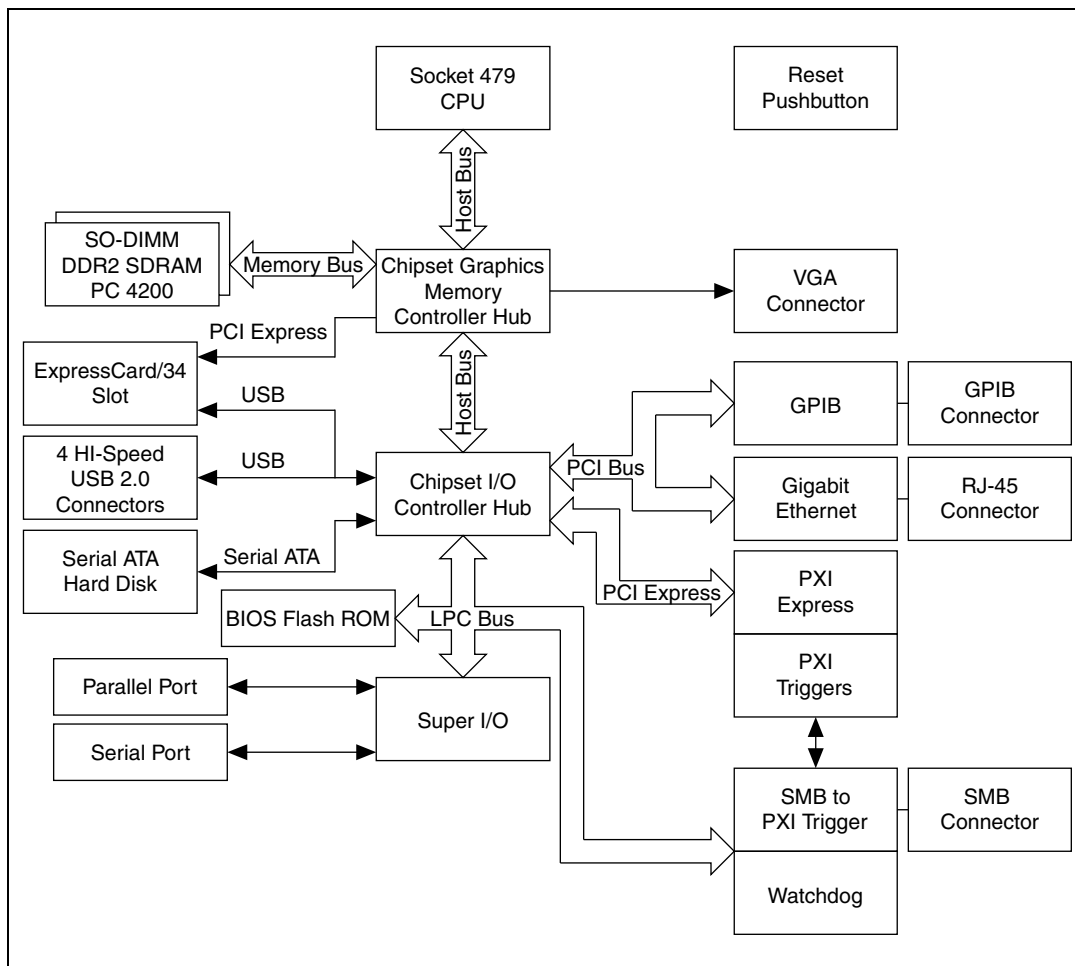 Socket 479
CPU
Reset
Pushbutton
Host Bus
SO-DIMM
DDR2 SDRAM
PC 4200
Memory Bus
Chipset Graphics
Memory
Controller Hub
VGA
Connector
PCI Express
ExpressCard/34
Slot
USB
Host Bus
GPIB
GPIB
Connector
4 HI-Speed
USB 2.0
Connectors
USB
Chipset I/O
Controller Hub
PCI Bus
Gigabit
Ethernet
RJ-45
Connector
Serial ATA
Hard Disk
Serial ATA
PCI Express
PXI
Express
BIOS Flash ROM
LPC Bus
PXI
Triggers
Parallel Port
Super I/O
Serial Port
SMB to
PXI Trigger
SMB
Connector
Watchdog